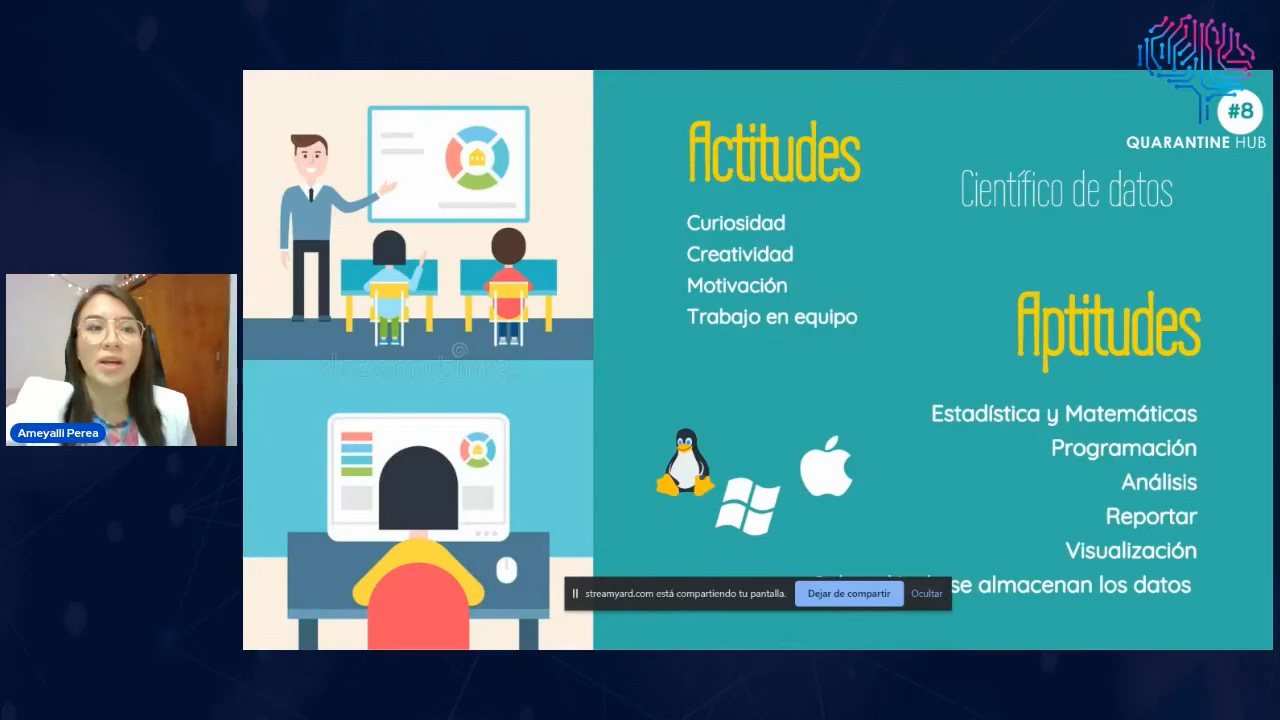 #8
QUARANTINE HUB
Actitudes
Científico de datos
Curiosidad
Creatividad
Motivación
Trabajo en equipo
Aptitudes
Estadística y Matemáticas
Programación
Análisis
Reportar
Visualización
se almacenan los datos
streamyard.com está compartiendo tu pantalla.
Dejar de compartir
Ocultar
Ameyalli Perea
dreamstime